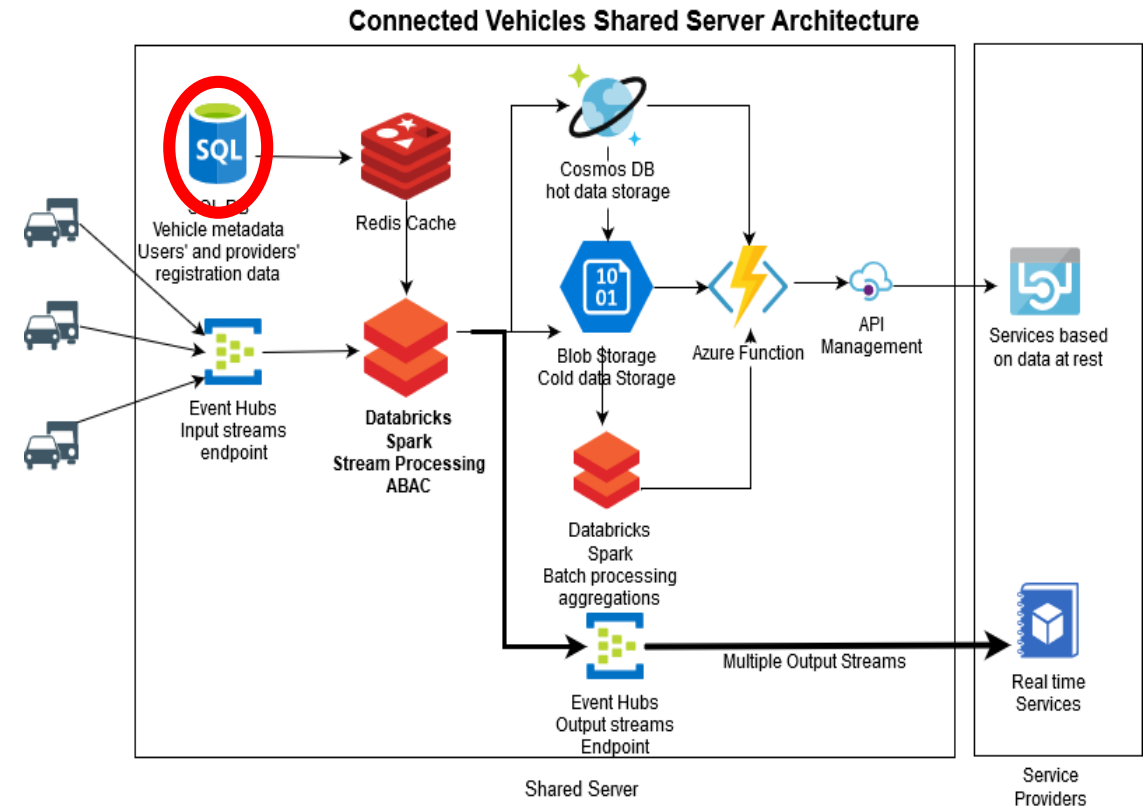 Connected Vehicles Shared Server Architecture
SQL
SQL DB
Vehicle metadata
Users' and providers'
registration data
Redis Cache
Cosmos DB
hot data storage
10
01
Blob Storage
Cold data Storage
Azure Function
API
Management
Services based
on data at rest
Event Hubs
Input streams
endpoint
Databricks
Spark
Stream Processing
ABAC
Databricks
Spark
Batch processing
aggregations
Multiple Output Streams
Event Hubs
Output streams
Endpoint
Real time
Services
Shared Server
Service
Providers